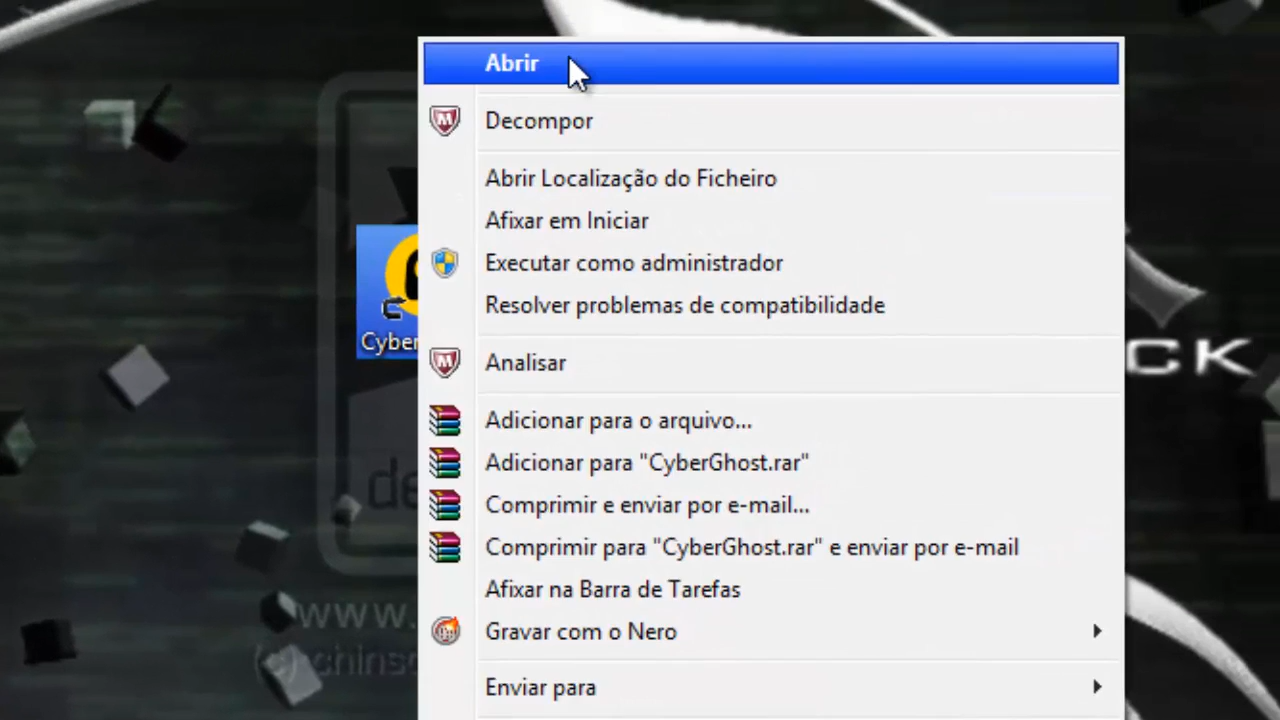 Abrir
Decompor
Abrir Localização do Ficheiro
Afixar em Iniciar
Executar como administrador
Resolver problemas de compatibilidade
Analisar
Adicionar para o arquivo...
Adicionar para "CyberGhost.rar"
Comprimir e enviar por e-mail...
Comprimir para "CyberGhost.rar" e enviar por e-mail
Afixar na Barra de Tarefas
Gravar com o Nero
Enviar para
Cyber
CK
de
www.